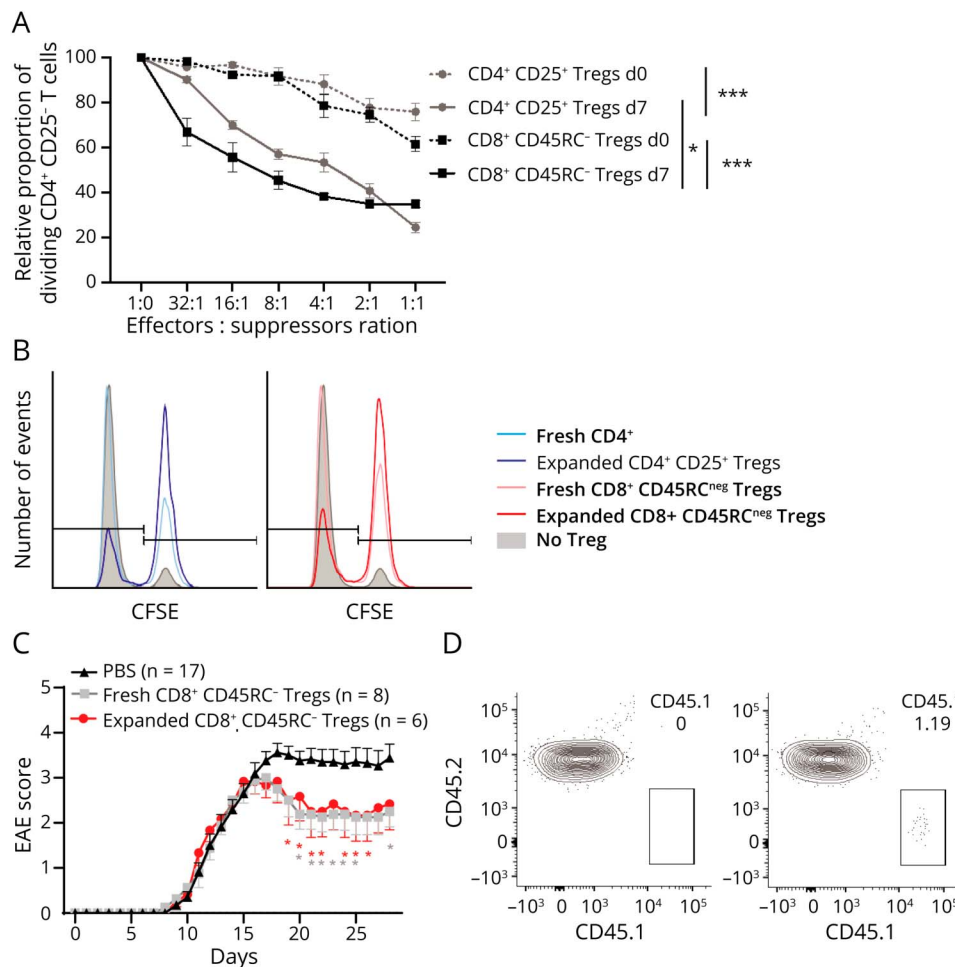 A
Relative proportion of
dividing CD4⁺ CD25⁻ T cells
100
80
60
40
20
0
1:0 32:1 16:1 8:1 4:1 2:1 1:1
Effectors : suppressors ration
CD4⁺ CD25⁺ Tregs d0
CD4⁺ CD25⁺ Tregs d7
CD8⁺ CD45RC⁻ Tregs d0
CD8⁺ CD45RC⁻ Tregs d7
***
*
***
B
Number of events
CFSE
CFSE
Fresh CD4⁺
Expanded CD4⁺ CD25⁺ Tregs
Fresh CD8⁺ CD45RCⁿᵉᵍ Tregs
Expanded CD8+ CD45RCⁿᵉᵍ Tregs
No Treg
C
PBS (n = 17)
Fresh CD8⁺ CD45RC⁻ Tregs (n = 8)
Expanded CD8⁺ CD45RC⁻ Tregs (n = 6)
EAE score
5
4
3
2
1
0
* * * * * * *
* * * * * * *
0 5 10 15 20 25
Days
D
CD45.2
10⁵
10⁴
10³
0
−10³
CD45.1
0
−10³ 0 10³ 10⁴ 10⁵
CD45.1
10⁵
10⁴
10³
0
−10³
CD45.
1.19
−10³ 0 10³ 10⁴ 10⁵
CD45.1